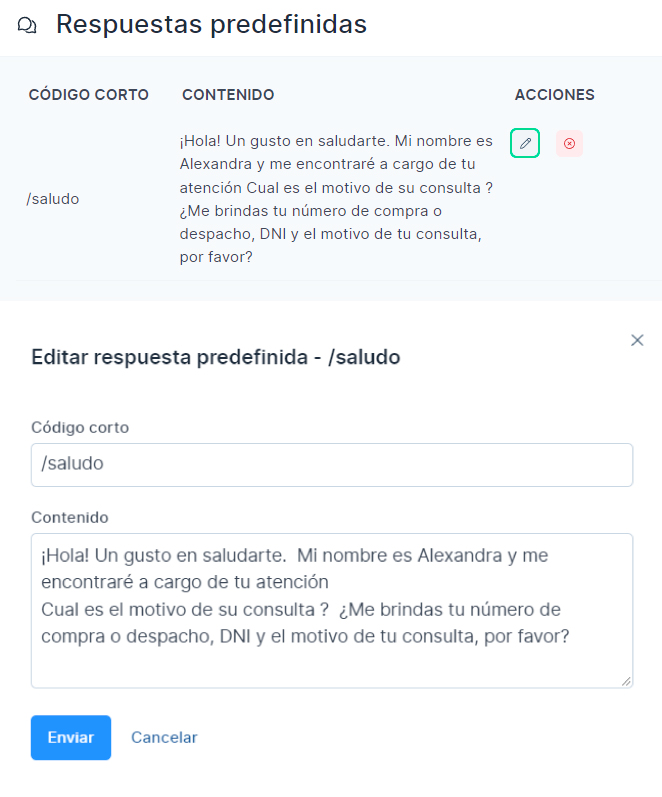 Respuestas predefinidas
CÓDIGO CORTO CONTENIDO ACCIONES
¡Hola! Un gusto en saludarte. Mi nombre es
Alexandra y me encontraré a cargo de tu
atención Cual es el motivo de su consulta ?
/saludo
¿Me brindas tu número de compra o
despacho, DNI y el motivo de tu consulta,
por favor?
Editar respuesta predefinida - /saludo
Código corto
/saludo
Contenido
¡Hola! Un gusto en saludarte.  Mi nombre es Alexandra y me
encontraré a cargo de tu atención
Cual es el motivo de su consulta ?  ¿Me brindas tu número de
compra o despacho, DNI y el motivo de tu consulta, por favor?
Enviar Cancelar